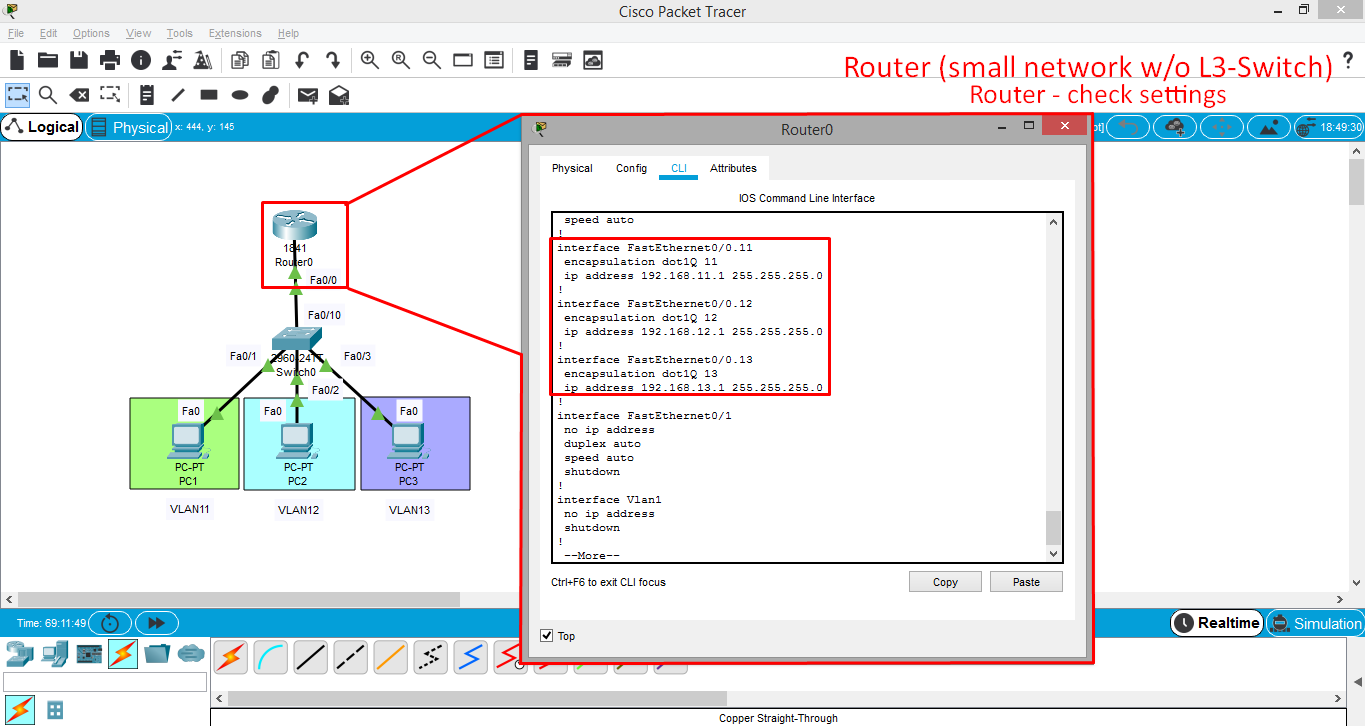 Cisco Packet Tracer
File Edit Options View Tools Extensions Help
Router (small network w/o L3-Switch)
?
Router - check settings
Logical
Physical
x: 444, y: 145
18:49:30
Router0
Physical Config CLI Attributes
IOS Command Line Interface
speed auto
!
interface FastEthernet0/0.11
encapsulation dot1Q 11
ip address 192.168.11.1 255.255.255.0
!
interface FastEthernet0/0.12
encapsulation dot1Q 12
ip address 192.168.12.1 255.255.255.0
!
interface FastEthernet0/0.13
encapsulation dot1Q 13
ip address 192.168.13.1 255.255.255.0
!
interface FastEthernet0/1
no ip address
duplex auto
speed auto
shutdown
!
interface Vlan1
no ip address
shutdown
!
--More--
Ctrl+F6 to exit CLI focus
Copy
Paste
Top
1841
Router0
Fa0/0
Fa0/10
Fa0/1
Fa0/3
2960-24TT
Switch0
Fa0/2
Fa0
Fa0
Fa0
PC-PT
PC1
PC-PT
PC2
PC-PT
PC3
VLAN11
VLAN12
VLAN13
Time: 69:11:49
Realtime
Simulation
Copper Straight-Through